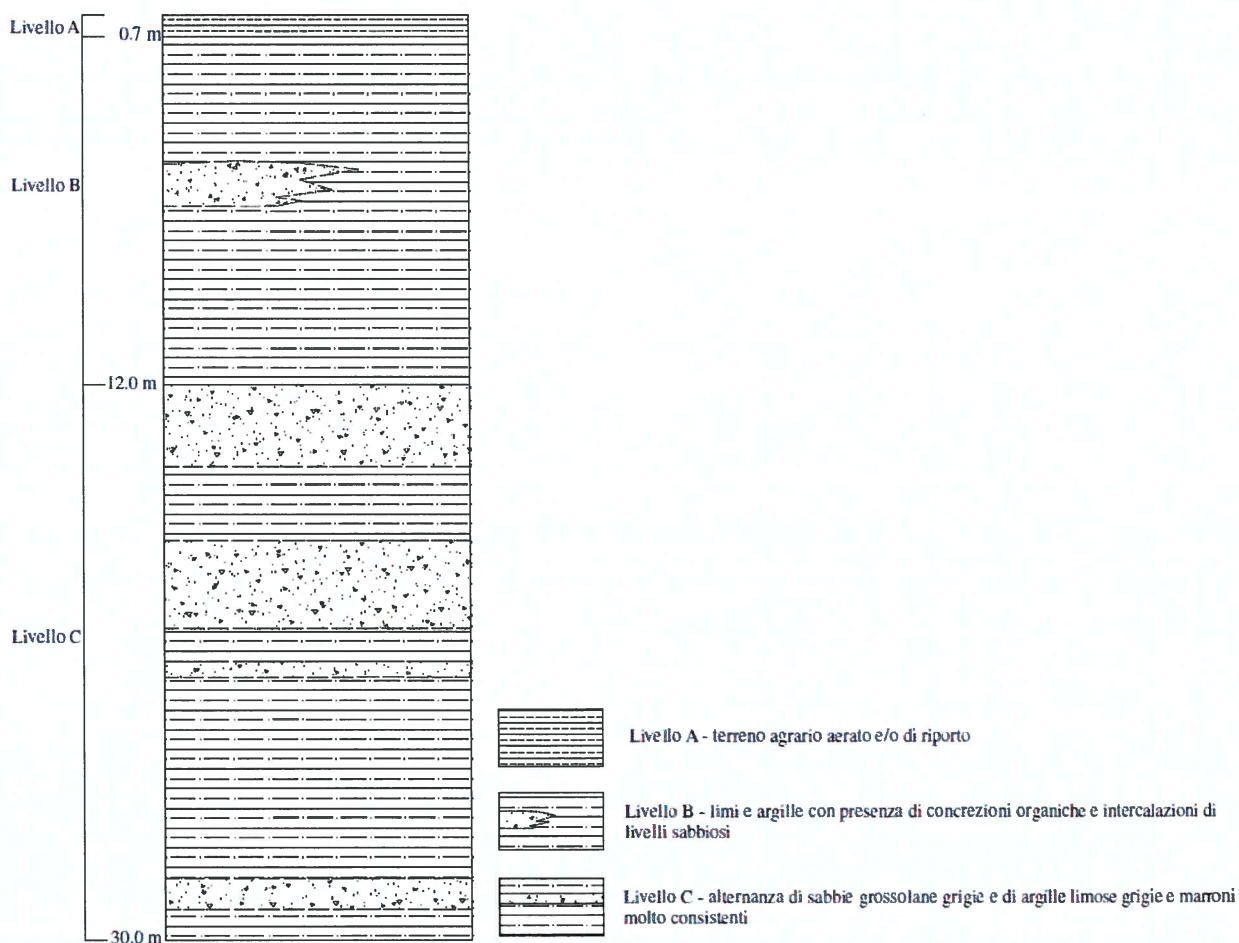 Livello A
0.7 m
Livello B
12.0 m
Livello C
30.0 m
Livello A - terreno agrario aerato e/o di riporto
Livello B - limi e argille con presenza di concrezioni organiche e intercalazioni di
livelli sabbiosi
Livello C - alternanza di sabbie grossolane grigie e di argille limose grigie e marroni
molto consistenti